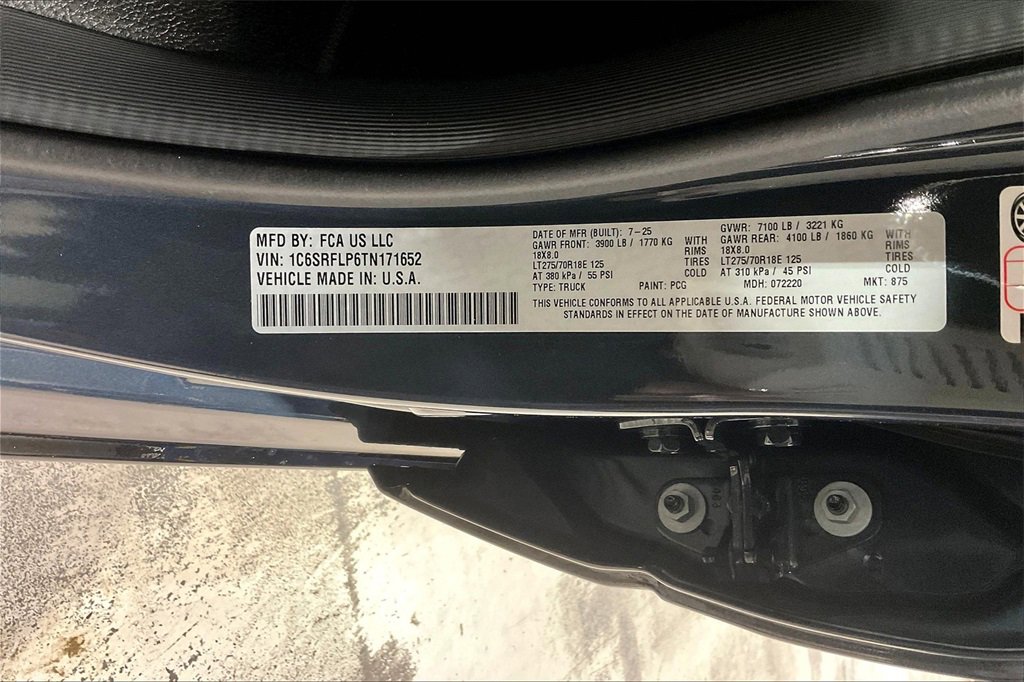 MFD BY: FCA US LLC
VIN: 1C6SRFLP6TN171652
VEHICLE MADE IN U.S.A.
DATE OF MFR (BUILT): 7-25
GAWR FRONT: 3900 LB / 1770 KG WITH
18X8.0 RIMS
LT275/70R18E 125 TIRES
AT 380 kPa / 55 PSI COLD
TYPE: TRUCK PAINT: PCG
GVWR: 7100 LB / 3221 KG
GAWR REAR: 4100 LB / 1860 KG WITH
18X8.0 RIMS
LT275/70R18E 125 TIRES
AT 310 kPa / 45 PSI COLD
MDH: 072220 MKT: 875
THIS VEHICLE CONFORMS TO ALL APPLICABLE U.S.A. FEDERAL MOTOR VEHICLE SAFETY
STANDARDS IN EFFECT ON THE DATE OF MANUFACTURE SHOWN ABOVE.